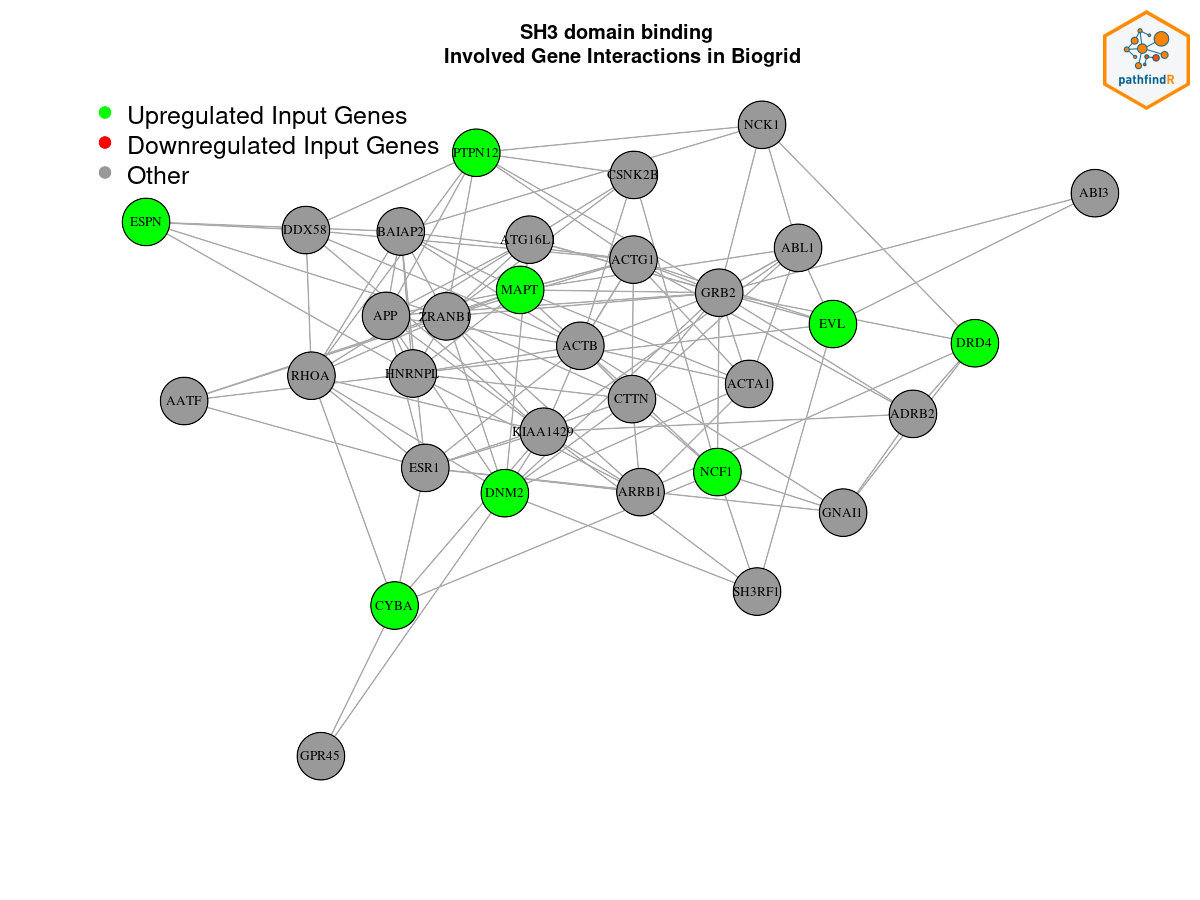 SH3 domain binding
Involved Gene Interactions in Biogrid
pathfindR
Upregulated Input Genes
Downregulated Input Genes
Other
NCK1
PTPN12
CSNK2B
ABI3
ESPN
DDX58
BAIAP2
ATG16L1
ACTG1
ABL1
MAPT
GRB2
APP
ZRANB1
EVL
DRD4
ACTB
RHOA
HNRNPL
ACTA1
AATF
CTTN
ADRB2
KIAA1429
ESR1
NCF1
DNM2
ARRB1
GNAI1
SH3RF1
CYBA
GPR45